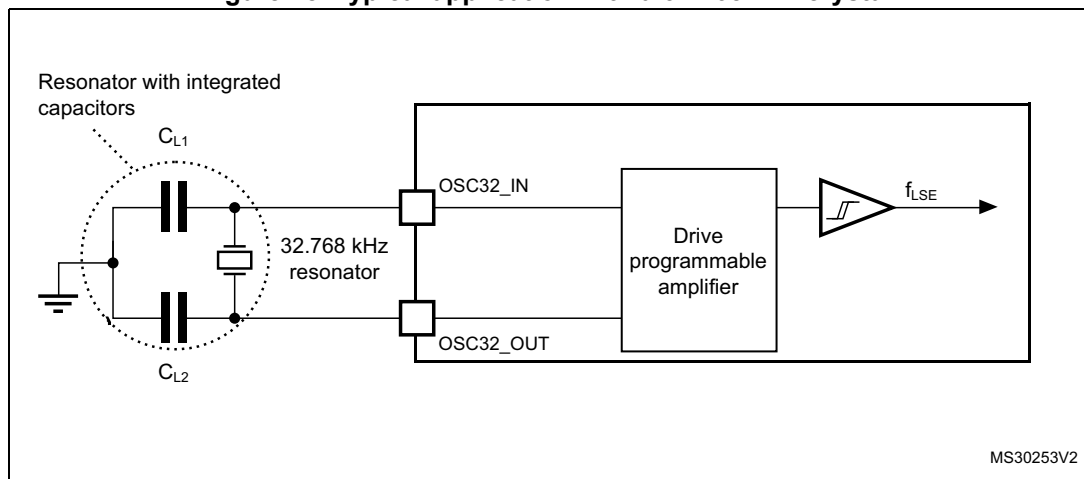 Resonator with integrated
capacitors
C_L1
OSC32_IN
f_LSE
32.768 kHz
resonator
Drive
programmable
amplifier
OSC32_OUT
C_L2
MS30253V2